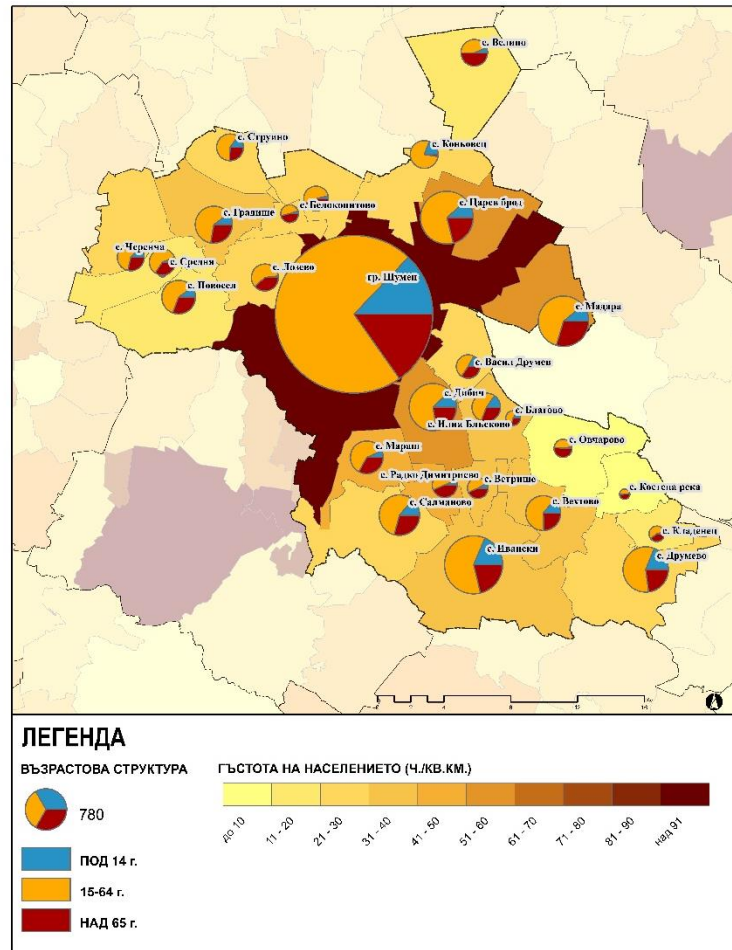 с. Велино
с. Струино
с. Коньовец
с. Царев брод
с. Белокопитово
с. Градище
с. Черенча
с. Средня
с. Лозево
с. Новосел
гр. Шумен
с. Мадара
с. Васил Друмев
с. Дибич
с. Илия Блъсково
с. Благово
с. Мараш
с. Овчарово
с. Радко Димитриево
с. Ветрище
с. Костена река
с. Салманово
с. Вехтово
с. Кладенец
с. Ивански
с. Друмево
ЛЕГЕНДА
ВЪЗРАСТОВА СТРУКТУРА
780
ПОД 14 г.
15-64 г.
НАД 65 г.
ГЪСТОТА НА НАСЕЛЕНИЕТО (Ч./КВ.КМ.)
до 10
11 - 20
21 - 30
31 - 40
41 - 50
51 - 60
61 - 70
71 - 80
81 - 90
над 91